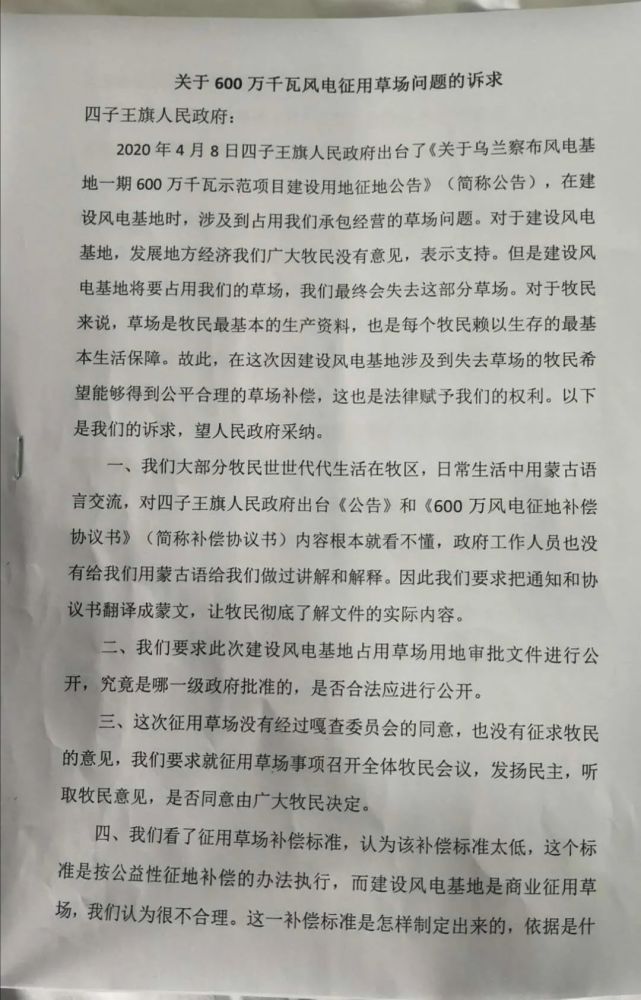 关于 600 万千瓦风电征用草场问题的诉求
四子王旗人民政府：
2020 年 4 月 8 日四子王旗人民政府出台了《关于乌兰察布风电基
地一期 600 万千瓦示范项目建设用地征地公告》（简称公告），在建
设风电基地时，涉及到占用我们承包经营的草场问题。对于建设风电
基地，发展地方经济我们广大牧民没有意见，表示支持。但是建设风
电基地将要占用我们的草场，我们最终会失去这部分草场。对于牧民
来说，草场是牧民最基本的生产资料，也是每个牧民赖以生存的最基
本生活保障。故此，在这次因建设风电基地涉及到失去草场的牧民希
望能够得到公平合理的草场补偿，这也是法律赋予我们的权利。以下
是我们的诉求，望人民政府采纳。
一、我们大部分牧民世世代代生活在牧区，日常生活中用蒙古语
言交流，对四子王旗人民政府出台《公告》和《600 万风电征地补偿
协议书》（简称补偿协议书）内容根本就看不懂，政府工作人员也没
有给我们用蒙古语给我们做过讲解和解释。因此我们要求把通知和协
议书翻译成蒙文，让牧民彻底了解文件的实际内容。
二、我们要求此次建设风电基地占用草场用地审批文件进行公
开，究竟是哪一级政府批准的，是否合法应进行公开。
三、这次征用草场没有经过嘎查委员会的同意，也没有征求牧民
的意见，我们要求就征用草场事项召开全体牧民会议，发扬民主，听
取牧民意见，是否同意由广大牧民决定。
四、我们看了征用草场补偿标准，认为该补偿标准太低，这个标
准是按公益性征地补偿的办法执行，而建设风电基地是商业征用草
场，我们认为很不合理。这一补偿标准是怎样制定出来的，依据是什